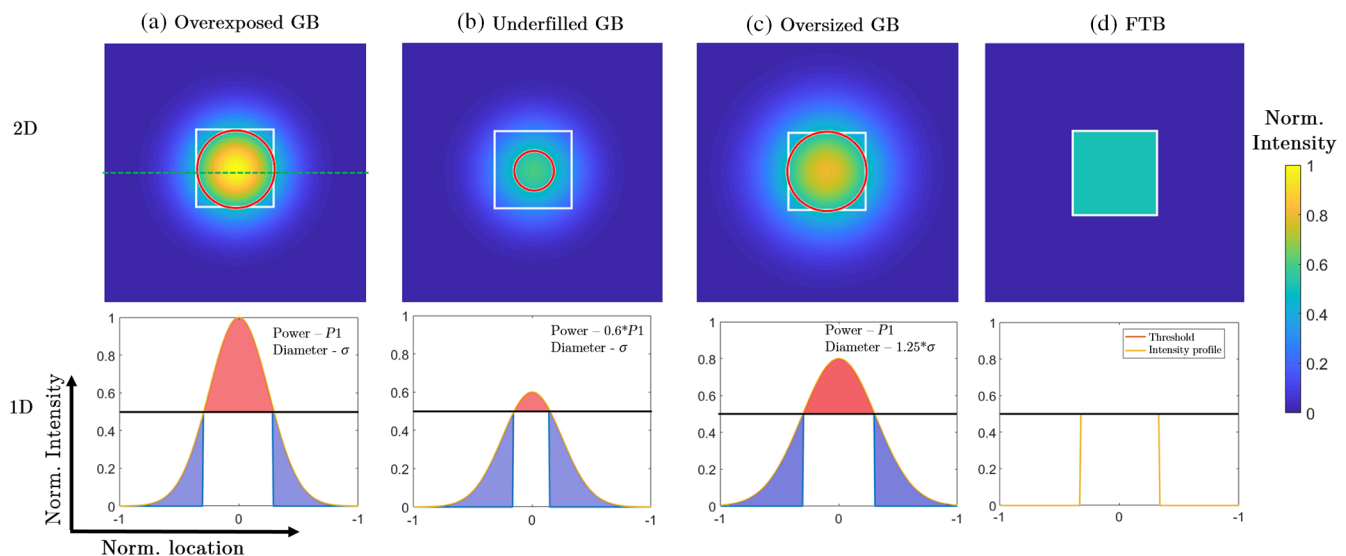 (a) Overexposed GB
(b) Underfilled GB
(c) Oversized GB
(d) FTB
2D
Norm.
Intensity
1
0.8
0.6
0.4
0.2
0
1D
Norm. Intensity
Norm. location
1
0.8
0.6
0.4
0.2
0
-1
0
-1
Power – P1
Diameter - σ
1
0.8
0.6
0.4
0.2
0
-1
0
-1
Power – 0.6*P1
Diameter - σ
1
0.8
0.6
0.4
0.2
0
-1
0
-1
Power – P1
Diameter – 1.25*σ
1
0.8
0.6
0.4
0.2
0
-1
0
-1
Threshold
Intensity profile